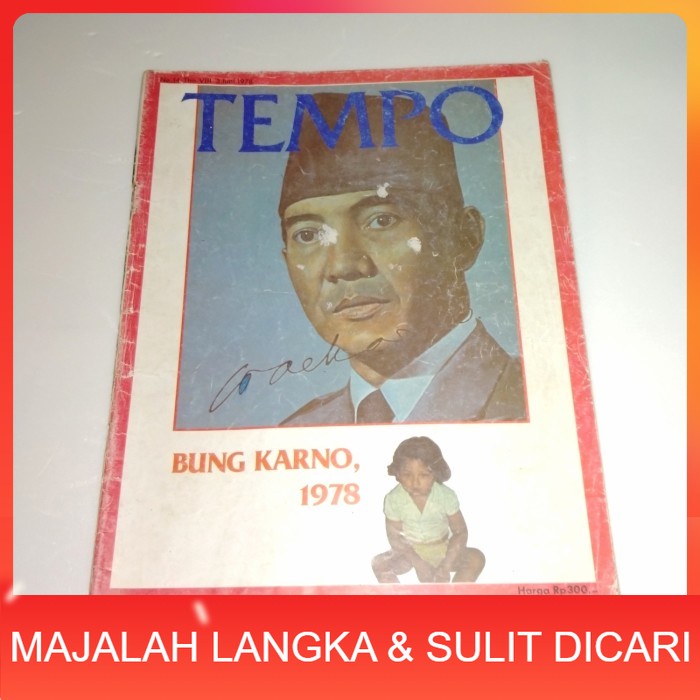 TEMPO
BUNG KARNO,
1978
Harga Rp300,-
MAJALAH LANGKA & SULIT DICARI